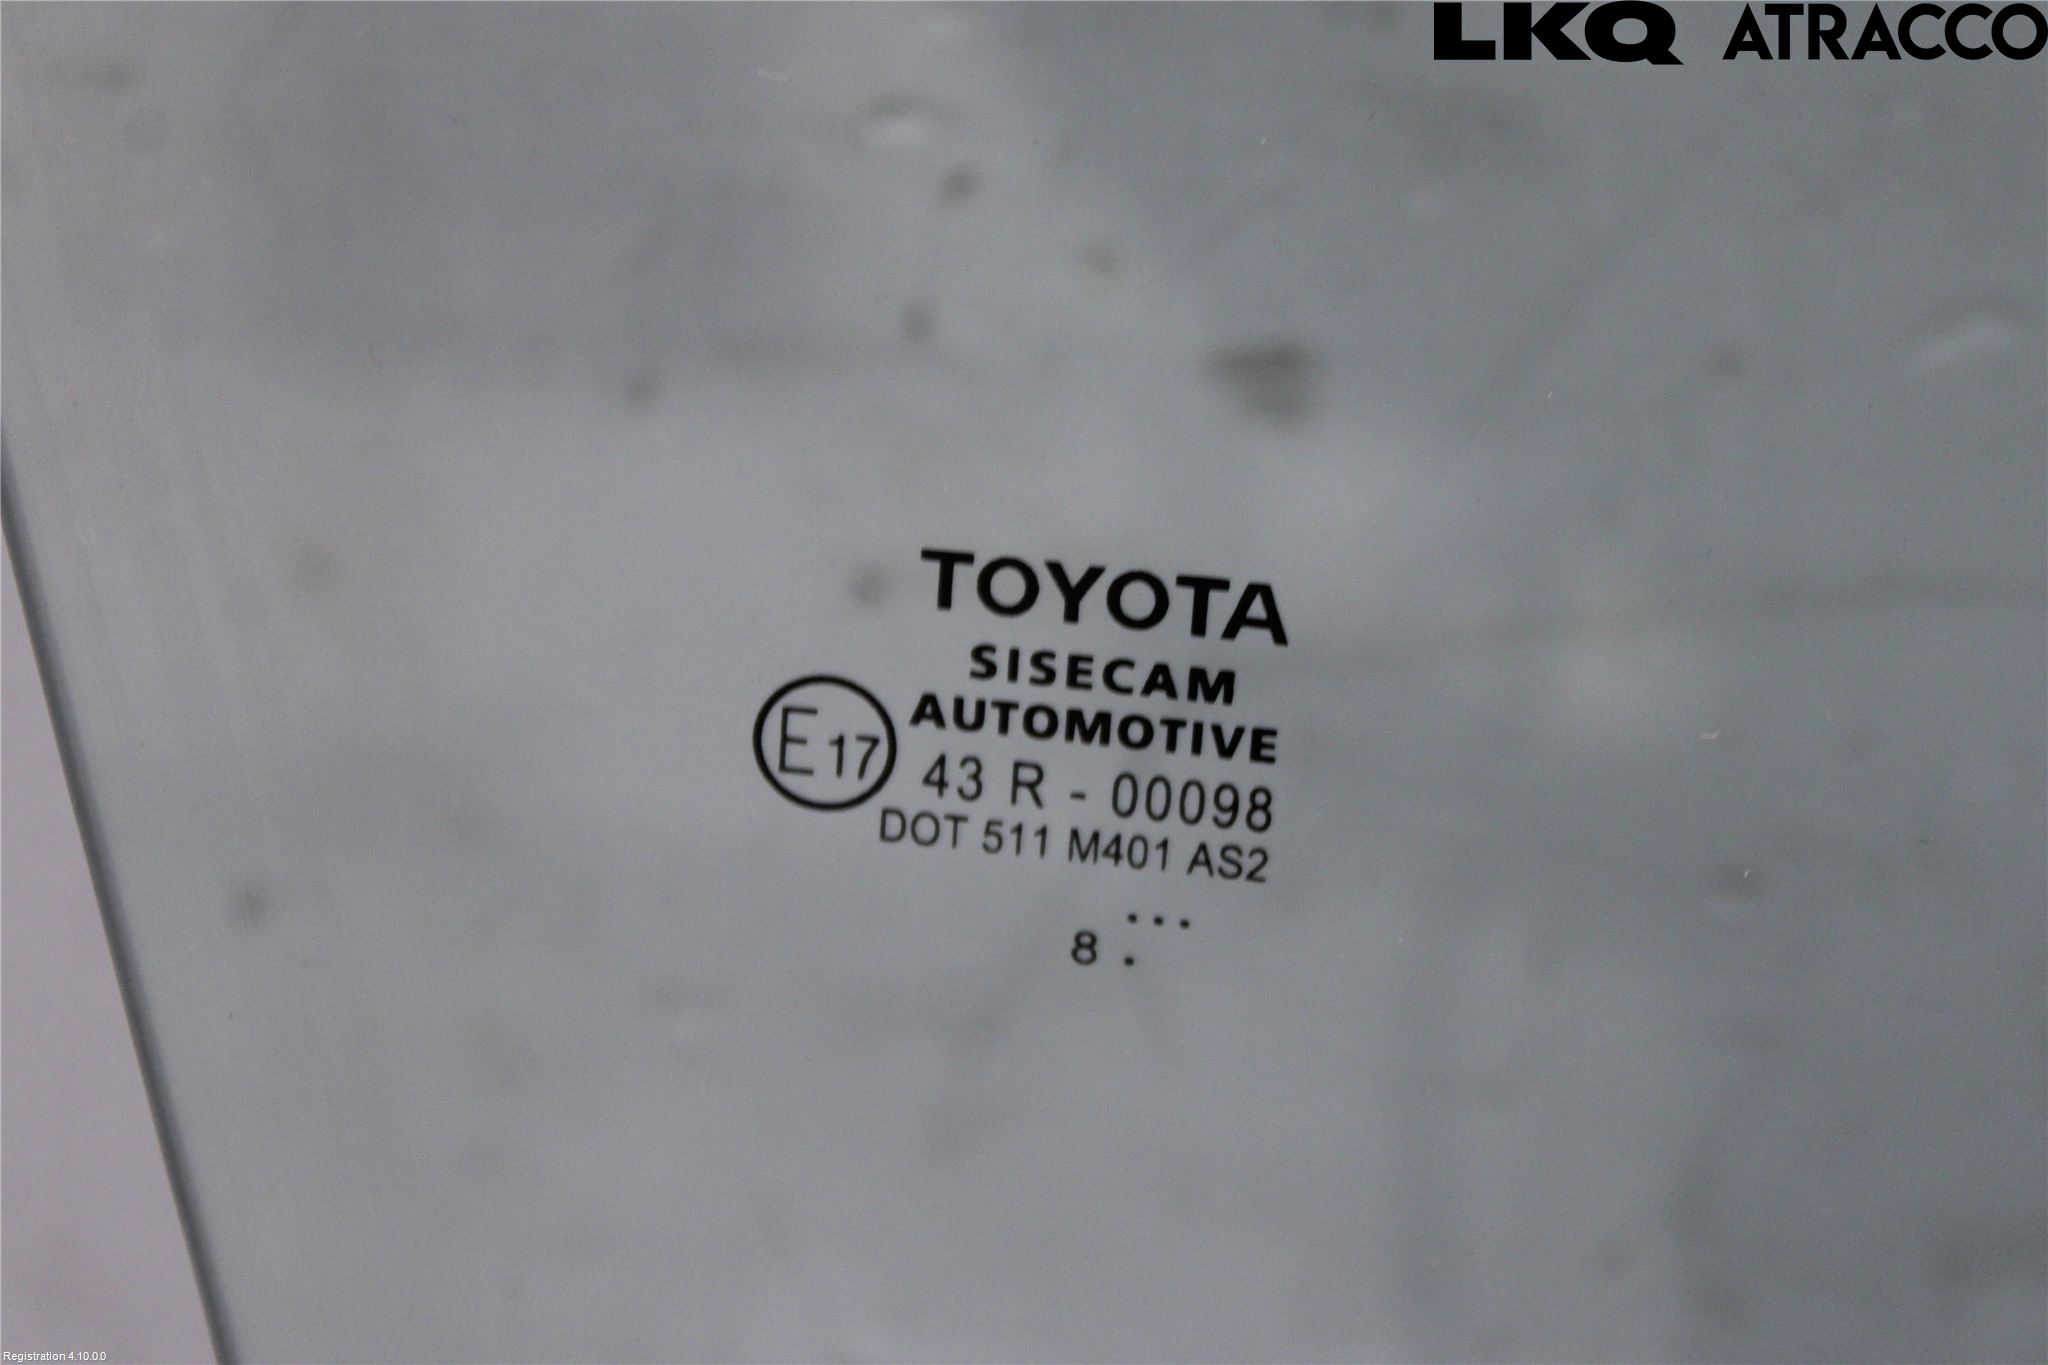 LKQ ATRACCO
TOYOTA
SISECAM
AUTOMOTIVE
E17 43 R - 00098
DOT 511 M401 AS2
...
8 .
Registration 4.10.0.0